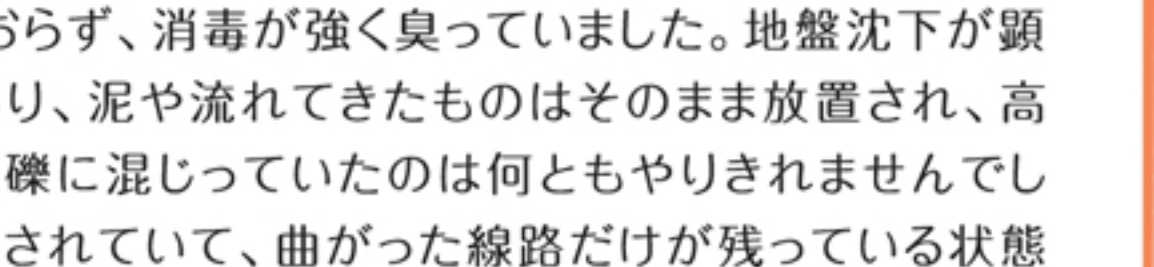 おらず、消毒が強く臭っていました。地盤沈下が顕
り、泥や流れてきたものはそのまま放置され、高
礫に混じっていたのは何ともやりきれませんでし
されていて、曲がった線路だけが残っている状態